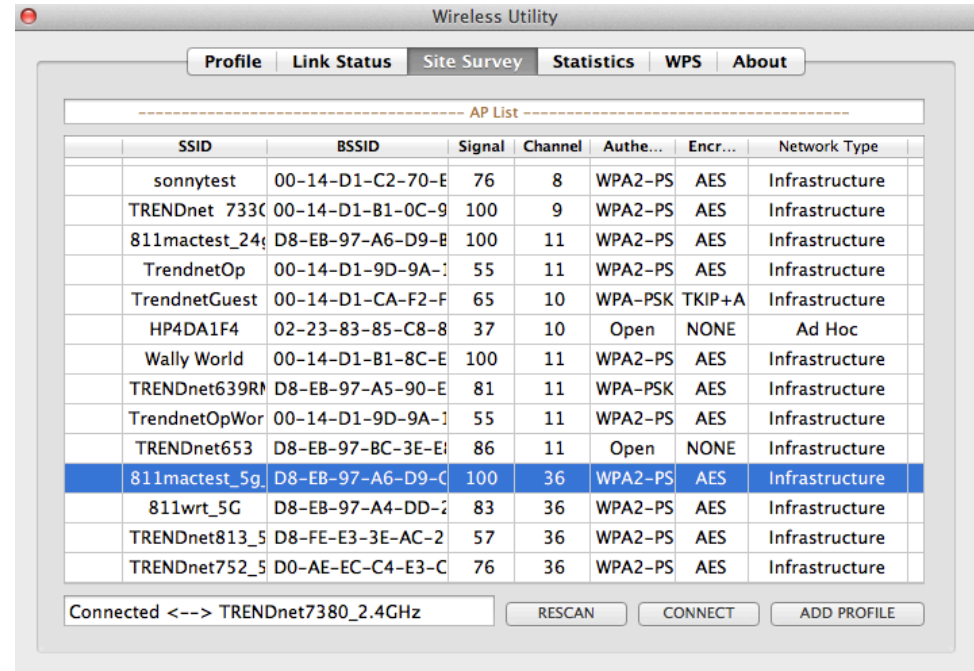 Wireless Utility
Profile Link Status Site Survey Statistics WPS About
------------------------------------- AP List -------------------------------------
SSID BSSID Signal Channel Authe... Encr... Network Type
sonnytest 00-14-D1-C2-70-E 76 8 WPA2-PS AES Infrastructure
TRENDnet 733 00-14-D1-B1-0C-9 100 9 WPA2-PS AES Infrastructure
811mactest_24g D8-EB-97-A6-D9-B 100 11 WPA2-PS AES Infrastructure
TrendnetOp 00-14-D1-9D-9A-1 55 11 WPA2-PS AES Infrastructure
TrendnetGuest 00-14-D1-CA-F2-F 65 10 WPA-PSK TKIP+A Infrastructure
HP4DA1F4 02-23-83-85-C8-8 37 10 Open NONE Ad Hoc
Wally World 00-14-D1-B1-8C-E 100 11 WPA2-PS AES Infrastructure
TRENDnet639R D8-EB-97-A5-90-E 81 11 WPA-PSK AES Infrastructure
TrendnetOpWor 00-14-D1-9D-9A-1 55 11 WPA2-PS AES Infrastructure
TRENDnet653 D8-EB-97-BC-3E-E 86 11 Open NONE Infrastructure
811mactest_5g_ D8-EB-97-A6-D9-C 100 36 WPA2-PS AES Infrastructure
811wrt_5G D8-EB-97-A4-DD-2 83 36 WPA2-PS AES Infrastructure
TRENDnet813_5 D8-FE-E3-3E-AC-2 57 36 WPA2-PS AES Infrastructure
TRENDnet752_5 D0-AE-EC-C4-E3-C 76 36 WPA2-PS AES Infrastructure
Connected <--> TRENDnet7380_2.4GHz RESCAN CONNECT ADD PROFILE